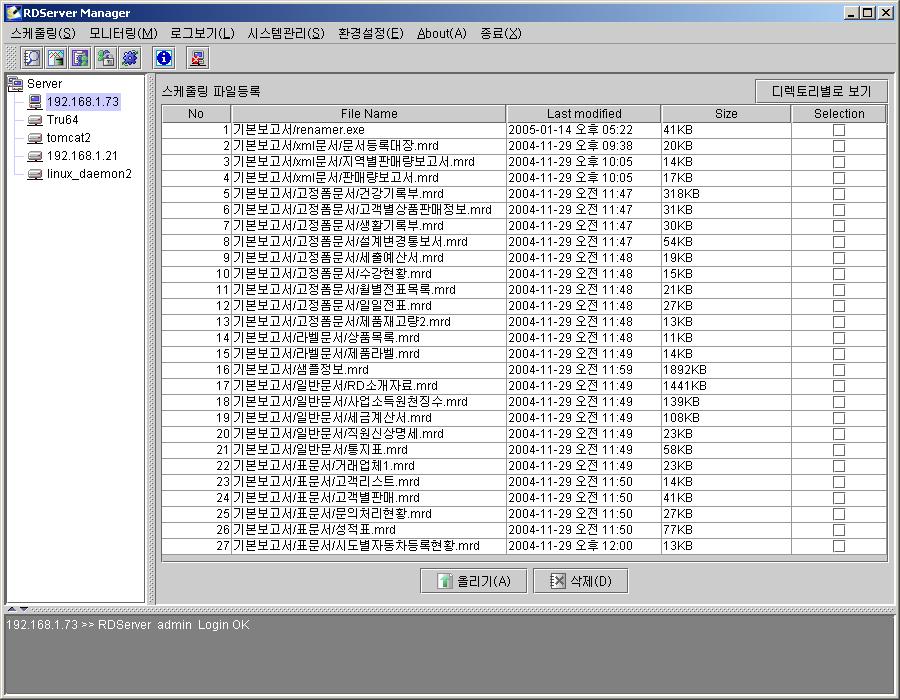 RDServer Manager
스케줄링(S) 모니터링(M) 로그보기(L) 시스템관리(S) 환경설정(E) About(A) 종료(X)
Server
192.168.1.73
Tru64
tomcat2
192.168.1.21
linux_daemon2
스케줄링 파일등록 디렉토리별로 보기
No File Name Last modified Size Selection
1 기본보고서/renamer.exe 2005-01-14 오후 05:22 41KB
2 기본보고서/xml문서/문서등록대장.mrd 2004-11-29 오후 09:38 20KB
3 기본보고서/xml문서/지역별판매량보고서.mrd 2004-11-29 오후 10:05 14KB
4 기본보고서/xml문서/판매량보고서.mrd 2004-11-29 오후 10:05 17KB
5 기본보고서/고정폼문서/건강기록부.mrd 2004-11-29 오전 11:47 318KB
6 기본보고서/고정폼문서/고객별상품판매정보.mrd 2004-11-29 오전 11:47 31KB
7 기본보고서/고정폼문서/생활기록부.mrd 2004-11-29 오전 11:47 30KB
8 기본보고서/고정폼문서/설계변경통보서.mrd 2004-11-29 오전 11:47 54KB
9 기본보고서/고정폼문서/세출예산서.mrd 2004-11-29 오전 11:48 19KB
10 기본보고서/고정폼문서/수강현황.mrd 2004-11-29 오전 11:48 15KB
11 기본보고서/고정폼문서/월별전표목록.mrd 2004-11-29 오전 11:48 21KB
12 기본보고서/고정폼문서/일일전표.mrd 2004-11-29 오전 11:48 27KB
13 기본보고서/고정폼문서/제품재고량2.mrd 2004-11-29 오전 11:48 13KB
14 기본보고서/라벨문서/상품목록.mrd 2004-11-29 오전 11:48 11KB
15 기본보고서/라벨문서/제품라벨.mrd 2004-11-29 오전 11:49 14KB
16 기본보고서/샘플정보.mrd 2004-11-29 오전 11:59 1892KB
17 기본보고서/일반문서/RD소개자료.mrd 2004-11-29 오전 11:49 1441KB
18 기본보고서/일반문서/사업소득원천징수.mrd 2004-11-29 오전 11:49 139KB
19 기본보고서/일반문서/세금계산서.mrd 2004-11-29 오전 11:49 108KB
20 기본보고서/일반문서/직원신상명세.mrd 2004-11-29 오전 11:49 23KB
21 기본보고서/일반문서/통지표.mrd 2004-11-29 오전 11:49 58KB
22 기본보고서/표문서/거래업체1.mrd 2004-11-29 오전 11:49 23KB
23 기본보고서/표문서/고객리스트.mrd 2004-11-29 오전 11:50 14KB
24 기본보고서/표문서/고객별판매.mrd 2004-11-29 오전 11:50 41KB
25 기본보고서/표문서/문의처리현황.mrd 2004-11-29 오전 11:50 27KB
26 기본보고서/표문서/성적표.mrd 2004-11-29 오전 11:50 77KB
27 기본보고서/표문서/시도별자동차등록현황.mrd 2004-11-29 오후 12:00 13KB
올리기(A) 삭제(D)
192.168.1.73 >> RDServer admin Login OK